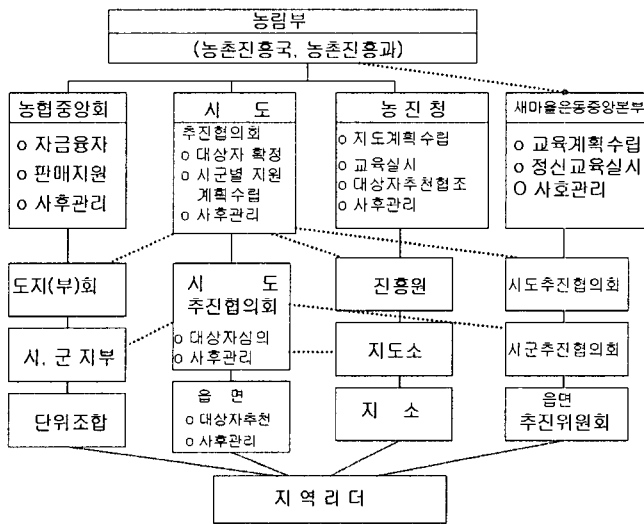 농림부
(농촌진흥국, 농촌진흥과)
농협중앙회
o 자금융자
o 판매지원
o 사후관리
시 도
추진협의회
o 대상자 확정
o 시군별 지원
계획수립
o 사후관리
농 진 청
o 지도계획수립
o 교육실시
o 대상자추천협조
o 사후관리
새마을운동중앙본부
o 교육계획수립
o 정신교육실시
O 사호관리
도지(부)회
시 도
추진협의회
o 대상자심의
o 사후관리
진흥원
시도추진협의회
시, 군 지부
지도소
시군추진협의회
단위조합
읍 면
o 대상자추천
o 사후관리
지 소
읍면
추진위원회
지 역 리 더